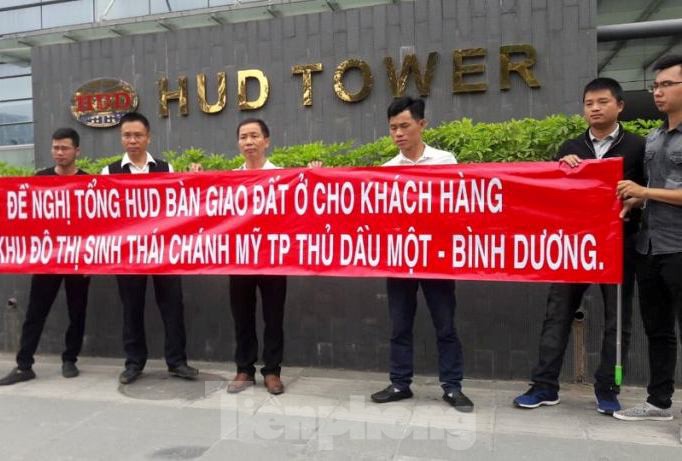 HUD
HUD TOWER
ĐỀ NGHỊ TỔNG HUD BÀN GIAO ĐẤT Ở CHO KHÁCH HÀNG
KHU ĐÔ THỊ SINH THÁI CHÁNH MỸ TP THỦ DẦU MỘT - BÌNH DƯƠNG.
Tienphong